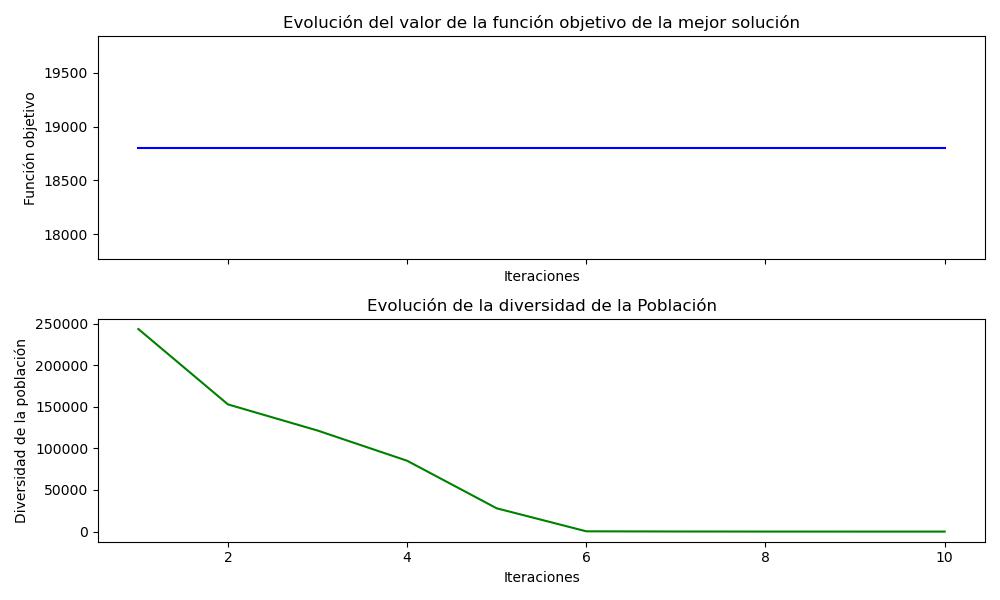 Evolución del valor de la función objetivo de la mejor solución
19500
19000
18500
18000
Función objetivo
Iteraciones
Evolución de la diversidad de la Población
250000
200000
150000
100000
50000
0
Diversidad de la población
2 4 6 8 10
Iteraciones